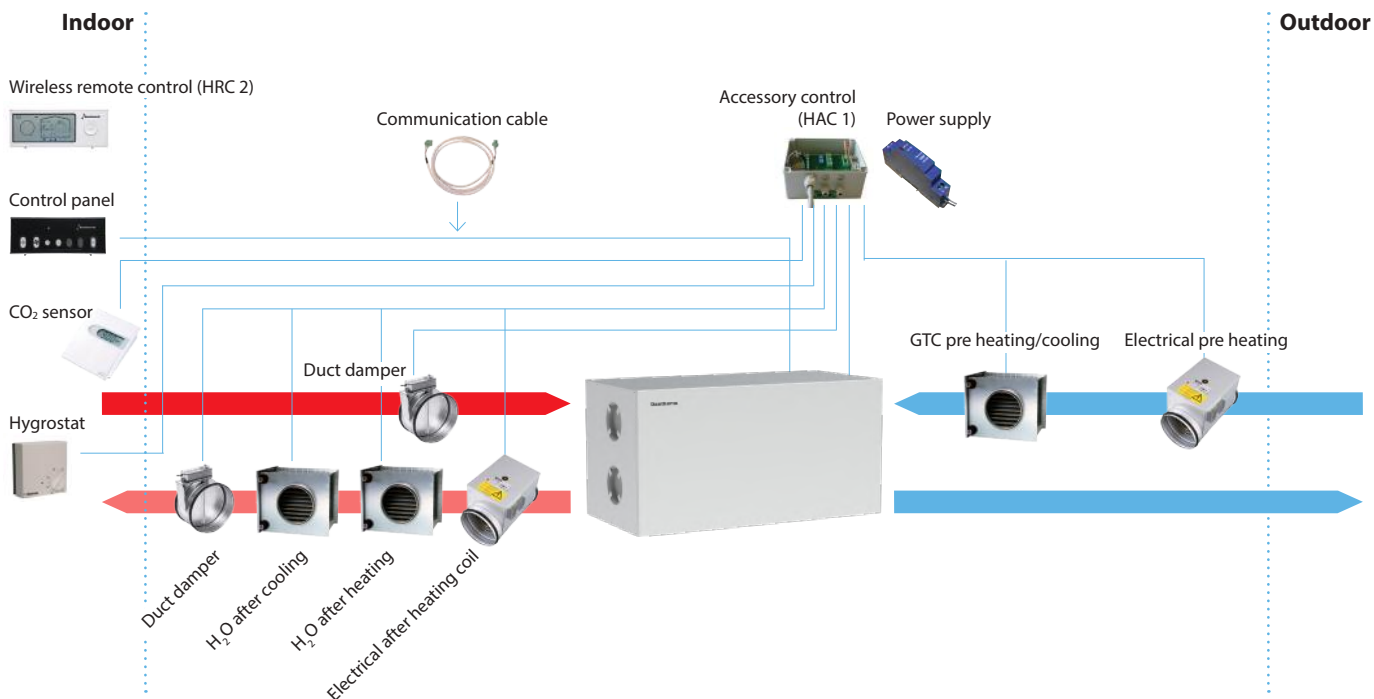 Indoor
Outdoor
Wireless remote control (HRC 2)
Communication cable
Accessory control
(HAC 1)
Power supply
Control panel
CO₂ sensor
GTC pre heating/cooling
Electrical pre heating
Duct damper
Hygrostat
Duct damper
H₂O after cooling
H₂O after heating
Electrical after heating coil